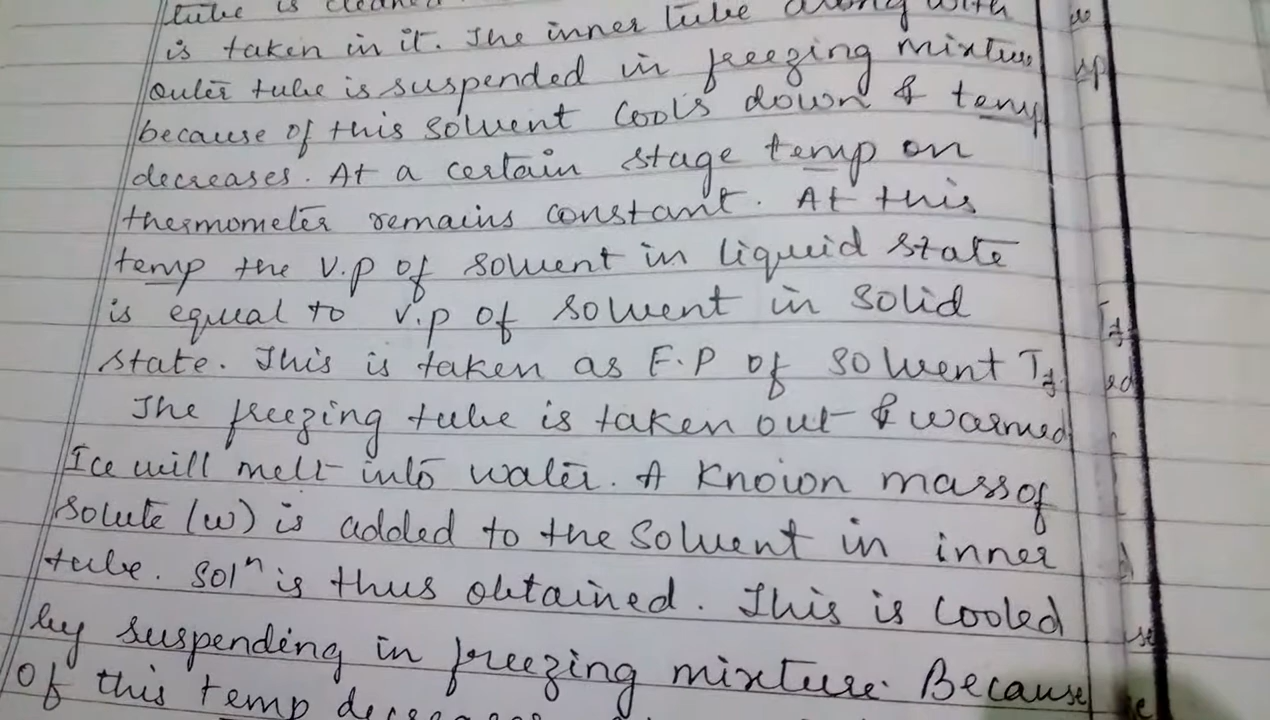 tube is cleaned
is taken in it. The inner tube along with
outer tube is suspended in freezing mixture
because of this solvent cools down & temp
decreases. At a certain stage temp on
thermometer remains constant. At this
temp the v.p of solvent in liquid state
is equal to v.p of solvent in solid
state. This is taken as F.P of solvent Tf.
The freezing tube is taken out & warmed
Ice will melt into water. A known mass of
solute (w) is added to the solvent in inner
tube. Solⁿ is thus obtained. This is cooled
by suspending in freezing mixture. Because
of this temp decreases